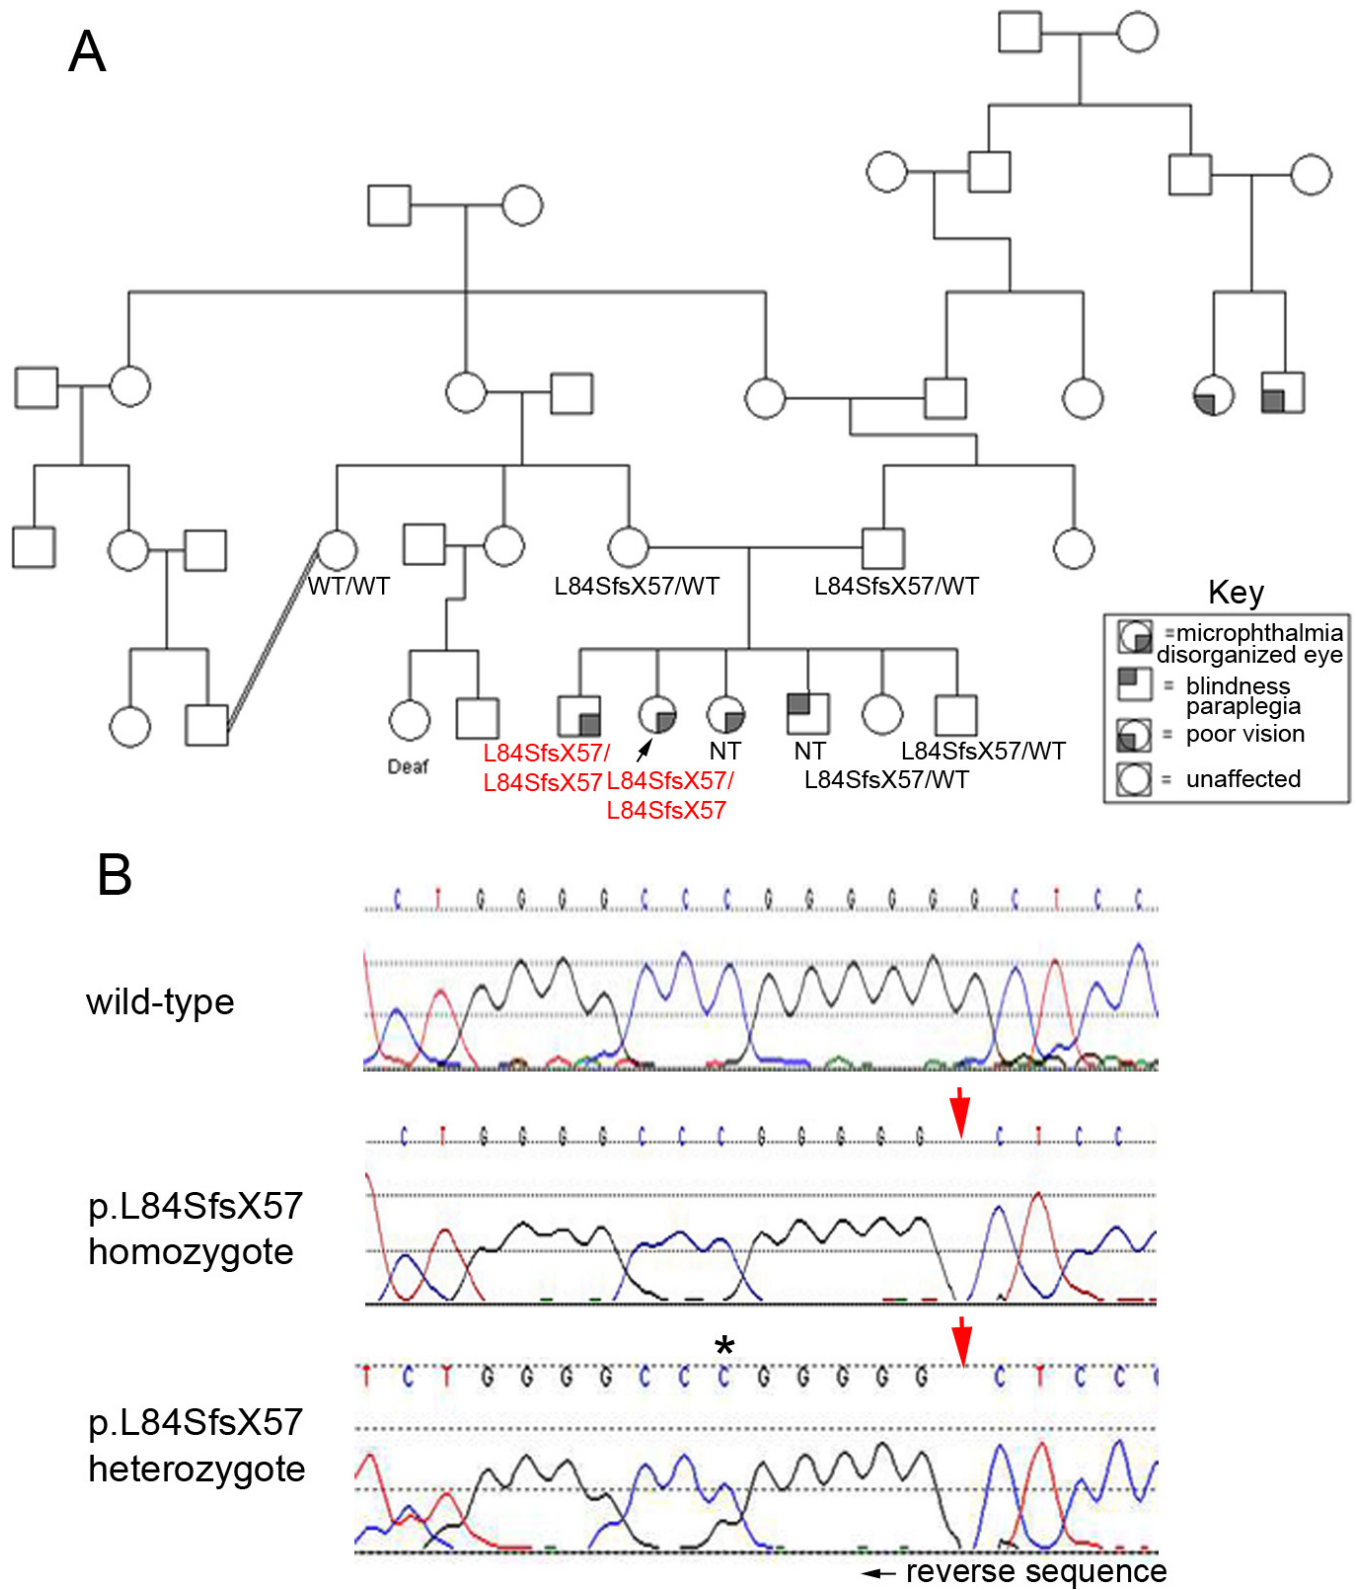 A
WT/WT
L84SfsX57/WT
L84SfsX57/WT
Key
=microphthalmia
disorganized eye
= blindness
paraplegia
= poor vision
= unaffected
Deaf
L84SfsX57/
L84SfsX57
L84SfsX57/
L84SfsX57
NT
NT
L84SfsX57/WT
L84SfsX57/WT
B
C T G G G G C C C G G G G G G C T C C
wild-type
C T G G G G C C C G G G G G C T C C
p.L84SfsX57
homozygote
*
T C T G G G G C C C G G G G G C T C C
p.L84SfsX57
heterozygote
← reverse sequence